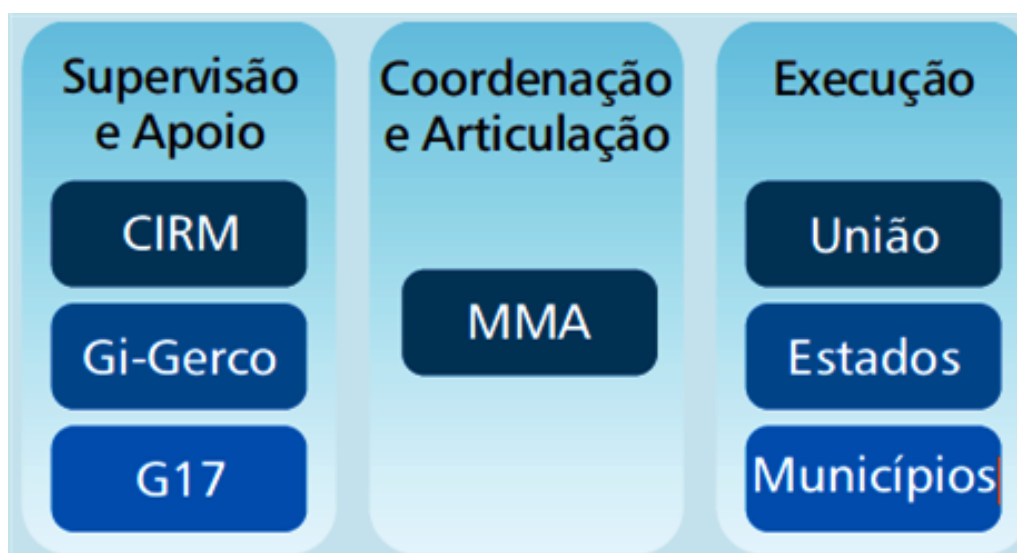 Supervisão
e Apoio
CIRM
Gi-Gerco
G17
Coordenação
e Articulação
MMA
Execução
União
Estados
Municípios